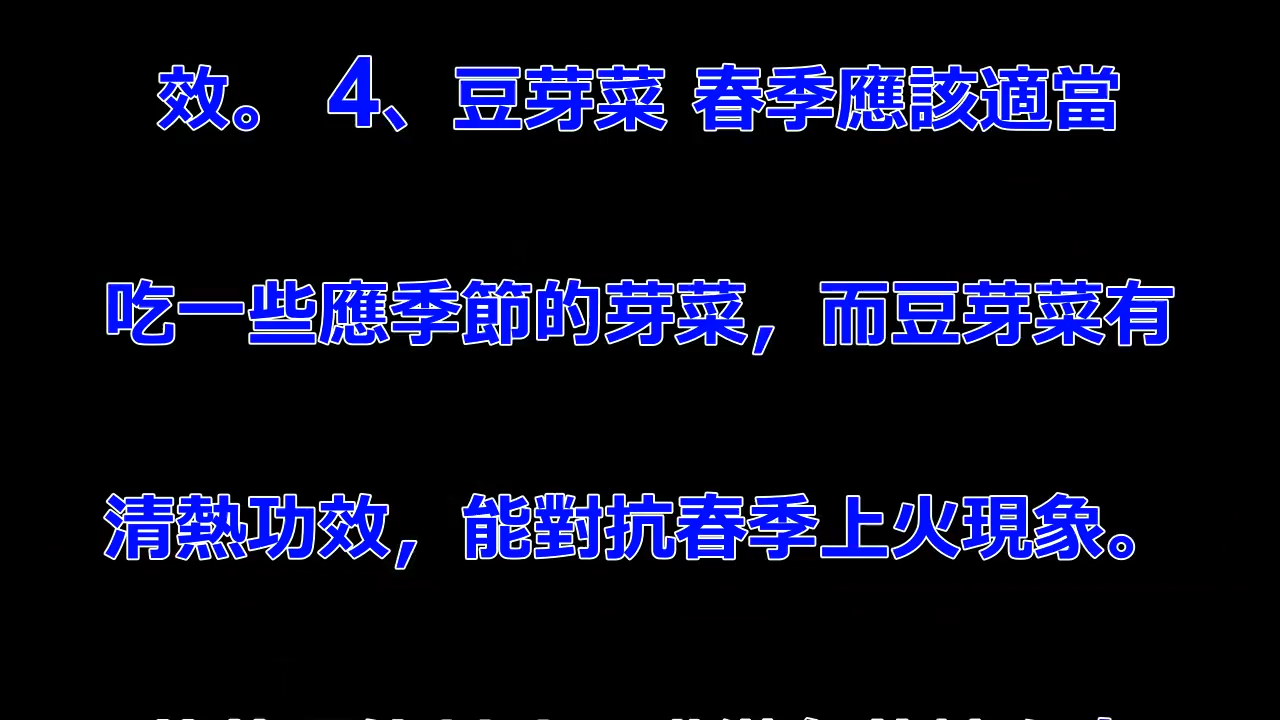 效。 4、豆芽菜 春季應該適當
吃一些應季節的芽菜，而豆芽菜有
清熱功效，能對抗春季上火現象。